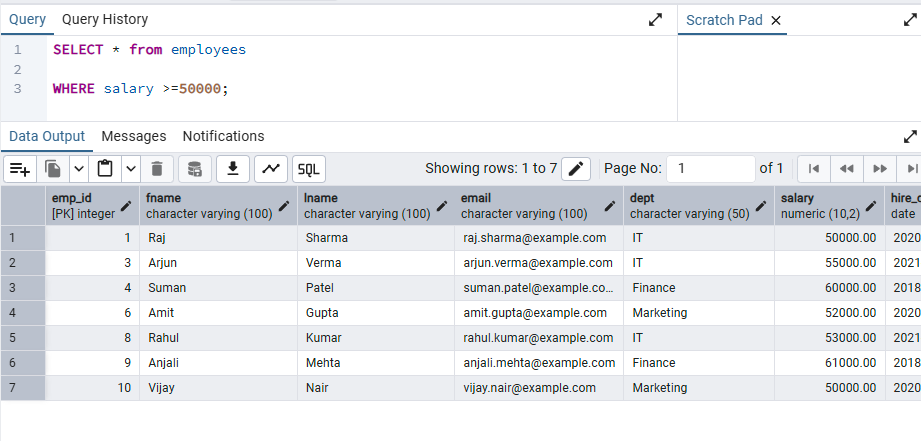 Query Query History Scratch Pad ✕
1 SELECT * from employees
2
3 WHERE salary >=50000;
Data Output Messages Notifications
SQL Showing rows: 1 to 7 Page No: 1 of 1
emp_id fname lname email dept salary hire_c
[PK] integer character varying (100) character varying (100) character varying (100) character varying (50) numeric (10,2) date
1 1 Raj Sharma raj.sharma@example.com IT 50000.00 2020
2 3 Arjun Verma arjun.verma@example.com IT 55000.00 2021
3 4 Suman Patel suman.patel@example.co... Finance 60000.00 2018
4 6 Amit Gupta amit.gupta@example.com Marketing 52000.00 2020
5 8 Rahul Kumar rahul.kumar@example.com IT 53000.00 2021
6 9 Anjali Mehta anjali.mehta@example.com Finance 61000.00 2018
7 10 Vijay Nair vijay.nair@example.com Marketing 50000.00 2020